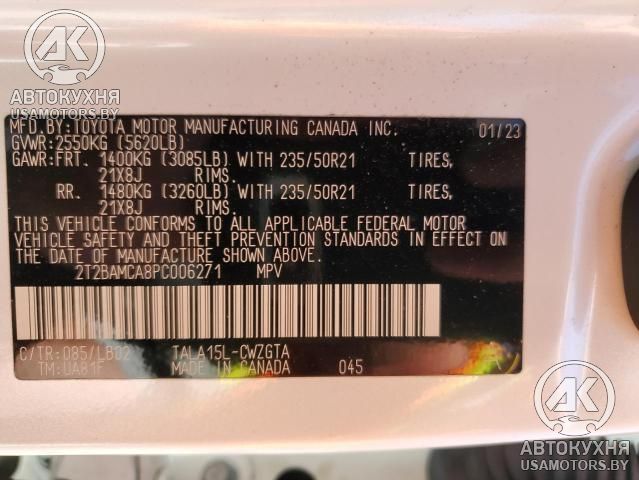 АК
АВТОКУХНЯ
USAMOTORS.BY
MFD.BY:TOYOTA MOTOR MANUFACTURING CANADA INC. 01/23
GVWR:2550KG (5620LB)
GAWR:FRT. 1400KG (3085LB) WITH 235/50R21 TIRES,
21X8J RIMS.
RR. 1480KG (3260LB) WITH 235/50R21 TIRES,
21X8J RIMS.
THIS VEHICLE CONFORMS TO ALL APPLICABLE FEDERAL MOTOR
VEHICLE SAFETY AND THEFT PREVENTION STANDARDS IN EFFECT ON
THE DATE OF MANUFACTURE SHOWN ABOVE.
2T2BAMCA8PC006271 MPV
C/TR:085/LB02 TALA15L-CWZGTA
TM:UA81F MADE IN CANADA 045
АК
АВТОКУХНЯ
USAMOTORS.BY